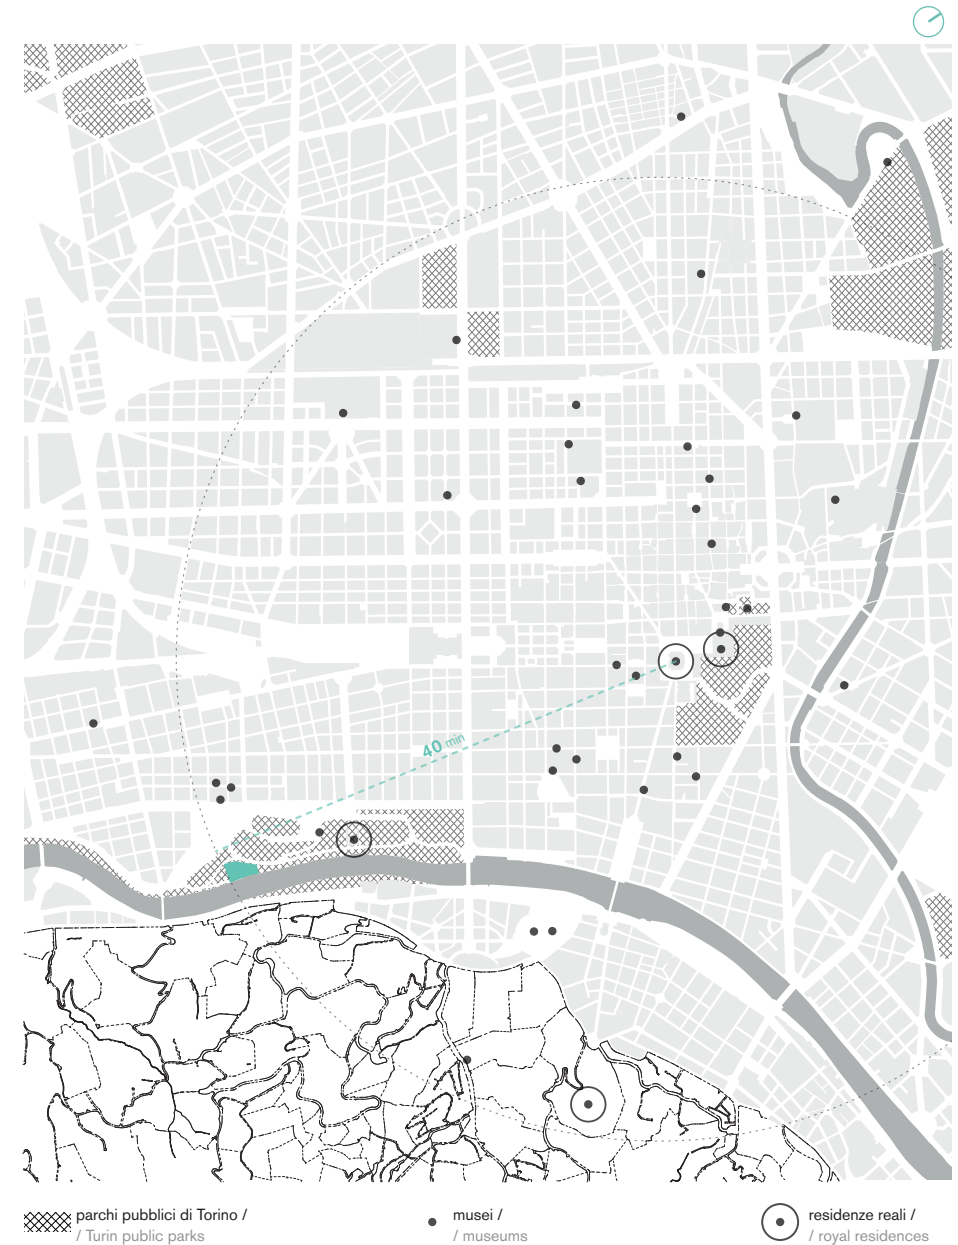 40 min
parchi pubblici di Torino /
/ Turin public parks
musei /
/ museums
residenze reali /
/ royal residences